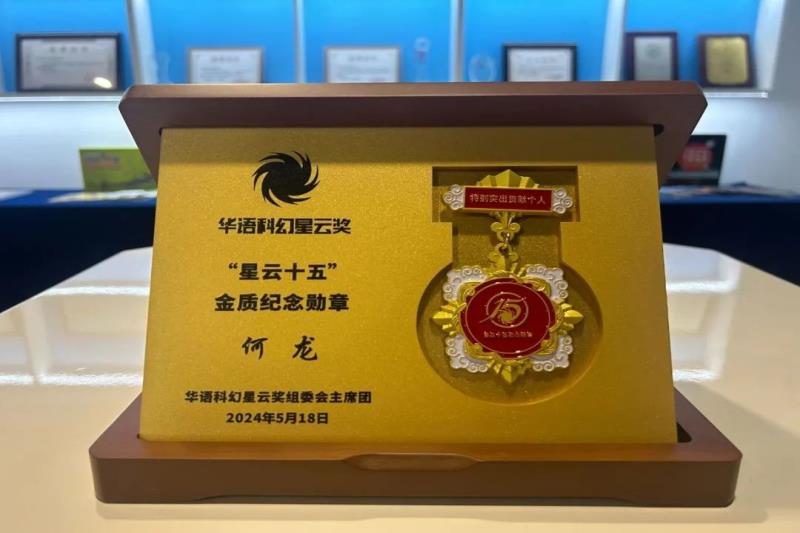 华语科幻星云奖
“星云十五”
金质纪念勋章
何 龙
华语科幻星云奖组委会主席团
2024年5月18日
特别突出贡献个人
15